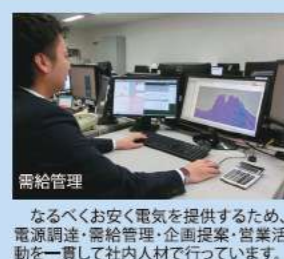 需給管理
なるべくお安く電気を提供するため、
電源調達・需給管理・企画提案・営業活
動を一貫して社内人材で行っています。